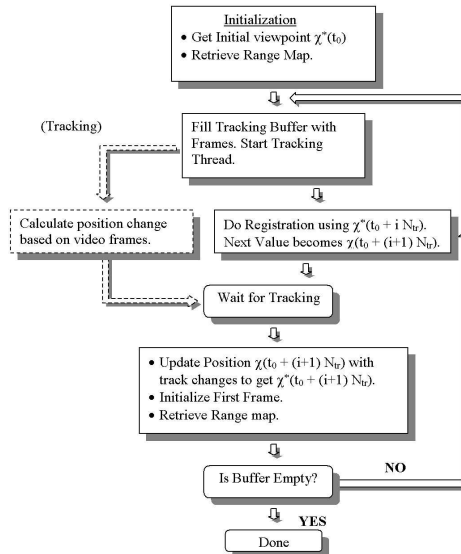 Initialization
• Get Initial viewpoint χ*(t₀)
• Retrieve Range Map.
(Tracking)
Fill Tracking Buffer with
Frames. Start Tracking
Thread.
Calculate position change
based on video frames.
Do Registration using χ*(t₀ + i Nₜᵣ).
Next Value becomes χ(t₀ + (i+1) Nₜᵣ).
Wait for Tracking
• Update Position χ(t₀ + (i+1) Nₜᵣ) with
track changes to get χ*(t₀ + (i+1) Nₜᵣ).
• Initialize First Frame.
• Retrieve Range map.
Is Buffer Empty?
NO
YES
Done